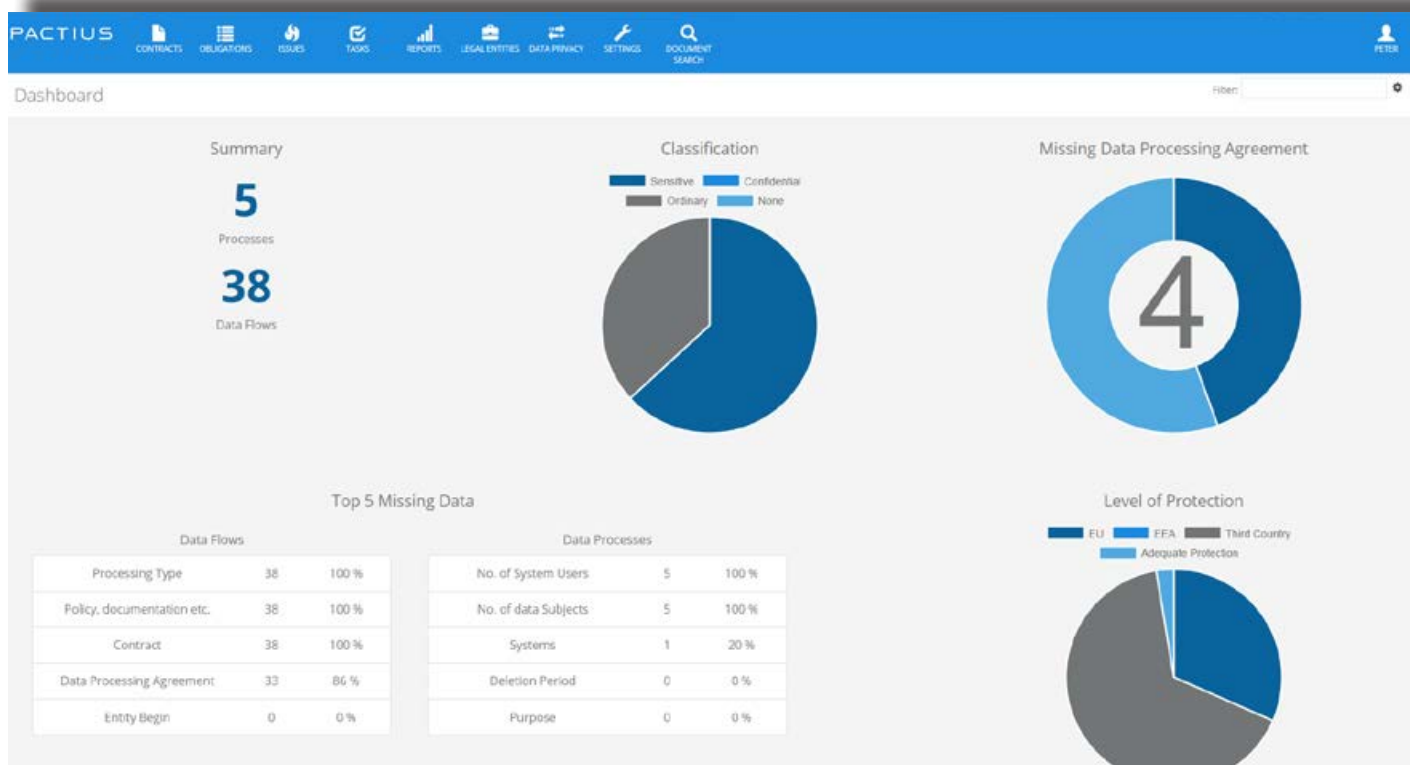 PACTIUS
CONTRACTS
OBLIGATIONS
ISSUES
TASKS
REPORTS
LEGAL ENTITIES
DATA PRIVACY
SETTINGS
DOCUMENT
SEARCH
PETER
Dashboard
Filter:
Summary
5
Processes
38
Data Flows
Classification
Sensitive Confidential
Ordinary None
Missing Data Processing Agreement
4
Top 5 Missing Data
Data Flows
Processing Type 38 100 %
Policy, documentation etc. 38 100 %
Contract 38 100 %
Data Processing Agreement 33 86 %
Entity Begin 0 0 %
Data Processes
No. of System Users 5 100 %
No. of data Subjects 5 100 %
Systems 1 20 %
Deletion Period 0 0 %
Purpose 0 0 %
Level of Protection
EU EEA Third Country
Adequate Protection